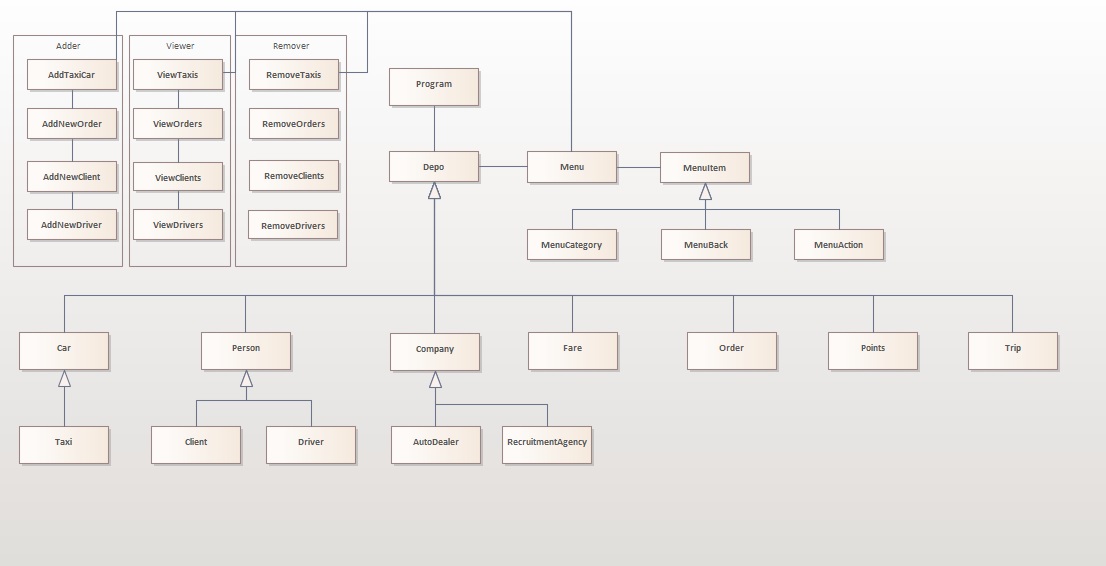 Adder
AddTaxiCar
AddNewOrder
AddNewClient
AddNewDriver
Viewer
ViewTaxis
ViewOrders
ViewClients
ViewDrivers
Remover
RemoveTaxis
RemoveOrders
RemoveClients
RemoveDrivers
Program
Depo
Menu
MenuItem
MenuCategory
MenuBack
MenuAction
Car
Person
Company
Fare
Order
Points
Trip
Taxi
Client
Driver
AutoDealer
RecruitmentAgency